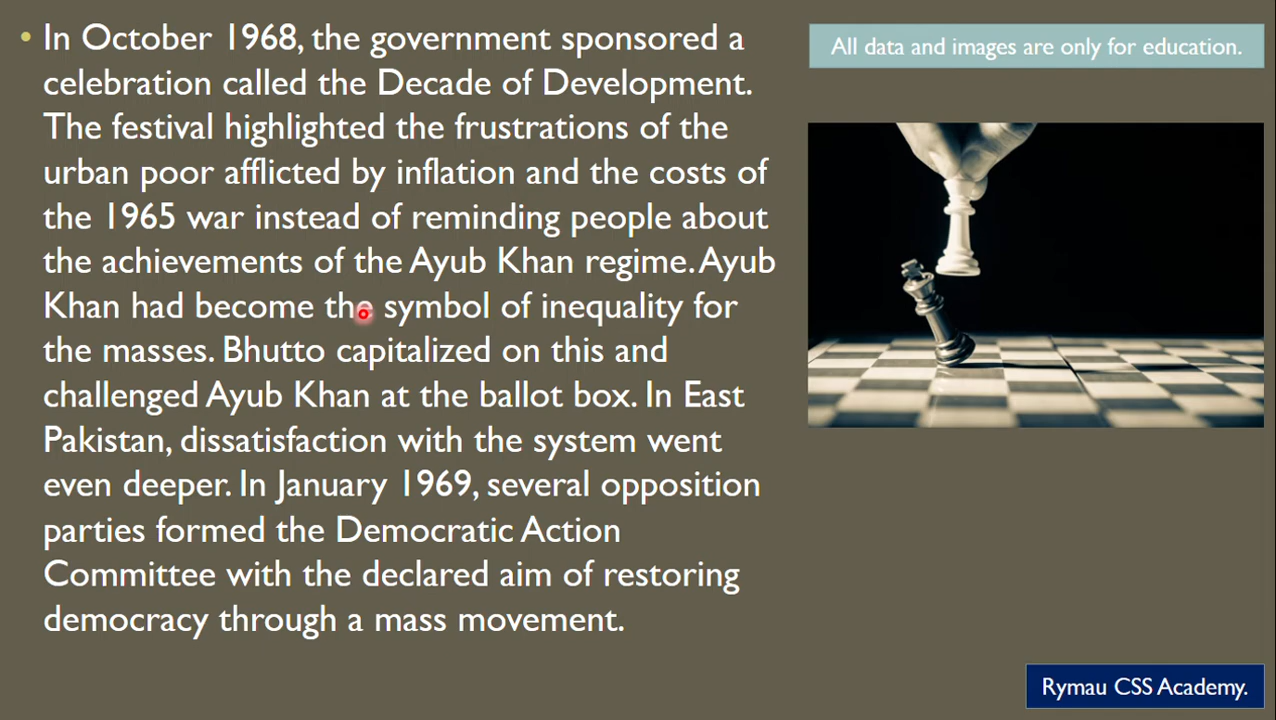 In October 1968, the government sponsored a
celebration called the Decade of Development.
The festival highlighted the frustrations of the
urban poor afflicted by inflation and the costs of
the 1965 war instead of reminding people about
the achievements of the Ayub Khan regime. Ayub
Khan had become the symbol of inequality for
the masses. Bhutto capitalized on this and
challenged Ayub Khan at the ballot box. In East
Pakistan, dissatisfaction with the system went
even deeper. In January 1969, several opposition
parties formed the Democratic Action
Committee with the declared aim of restoring
democracy through a mass movement.
All data and images are only for education.
Rymau CSS Academy.